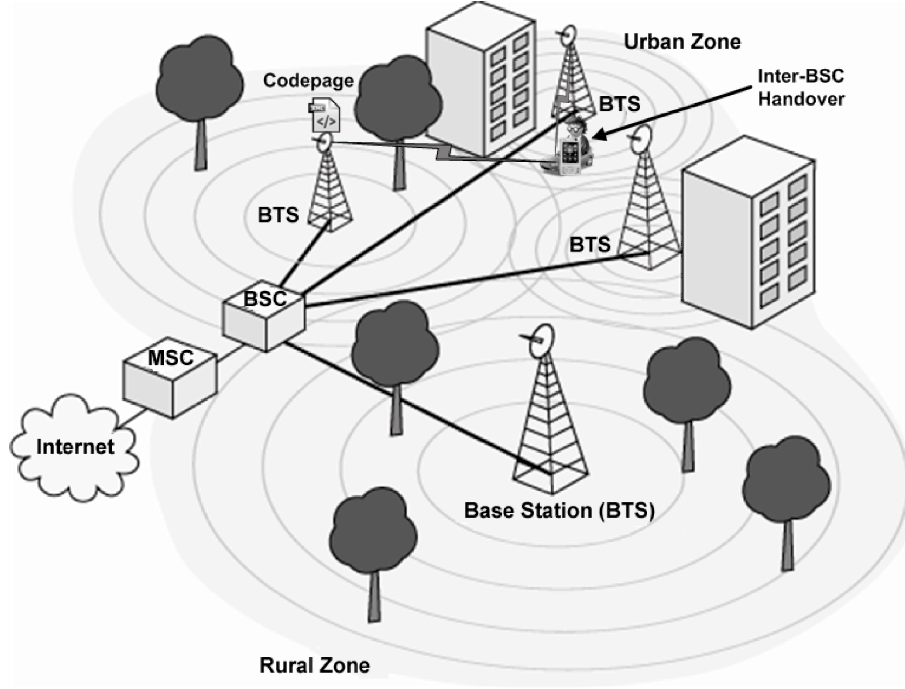 Urban Zone
Codepage
Inter-BSC
Handover
BTS
</>
BTS
BTS
BSC
MSC
Internet
Base Station (BTS)
Rural Zone